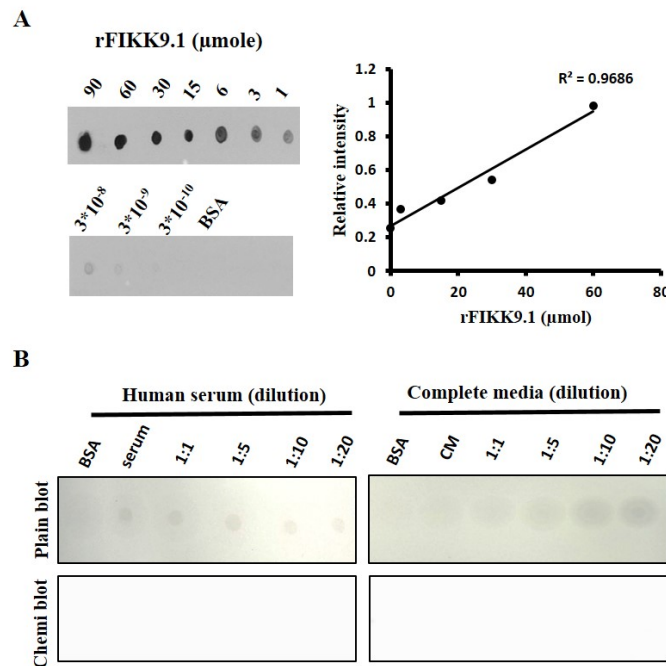 A
rFIKK9.1 (µmole)
90 60 30 15 6 3 1
3*10-8 3*10-9 3*10-10 BSA
R² = 0.9686
1.2
1
0.8
0.6
0.4
0.2
0
Relative intensity
0 20 40 60 80
rFIKK9.1 (µmol)
B
Human serum (dilution)
BSA serum 1:1 1:5 1:10 1:20
Complete media (dilution)
BSA CM 1:1 1:5 1:10 1:20
Plain blot
Chemi blot